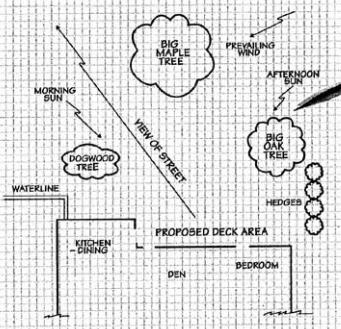 BIG
MAPLE
TREE
PREVAILING
WIND
AFTERNOON
SUN
MORNING
SUN
VIEW OF STREET
BIG
OAK
TREE
DOGWOOD
TREE
WATERLINE
HEDGES
PROPOSED DECK AREA
KITCHEN
- DINING
DEN
BEDROOM